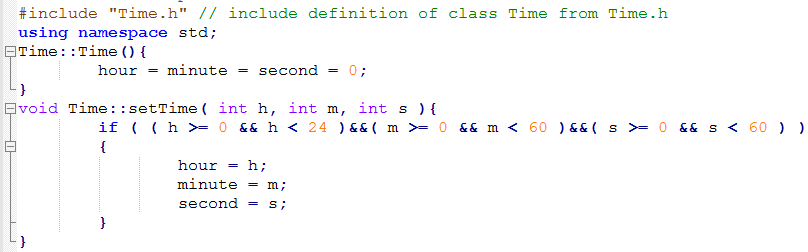 #include "Time.h" // include definition of class Time from Time.h
using namespace std;
Time::Time(){
hour = minute = second = 0;
}
void Time::setTime( int h, int m, int s ){
if ( ( h >= 0 && h < 24 )&&( m >= 0 && m < 60 )&&( s >= 0 && s < 60 ) )
{
hour = h;
minute = m;
second = s;
}
}